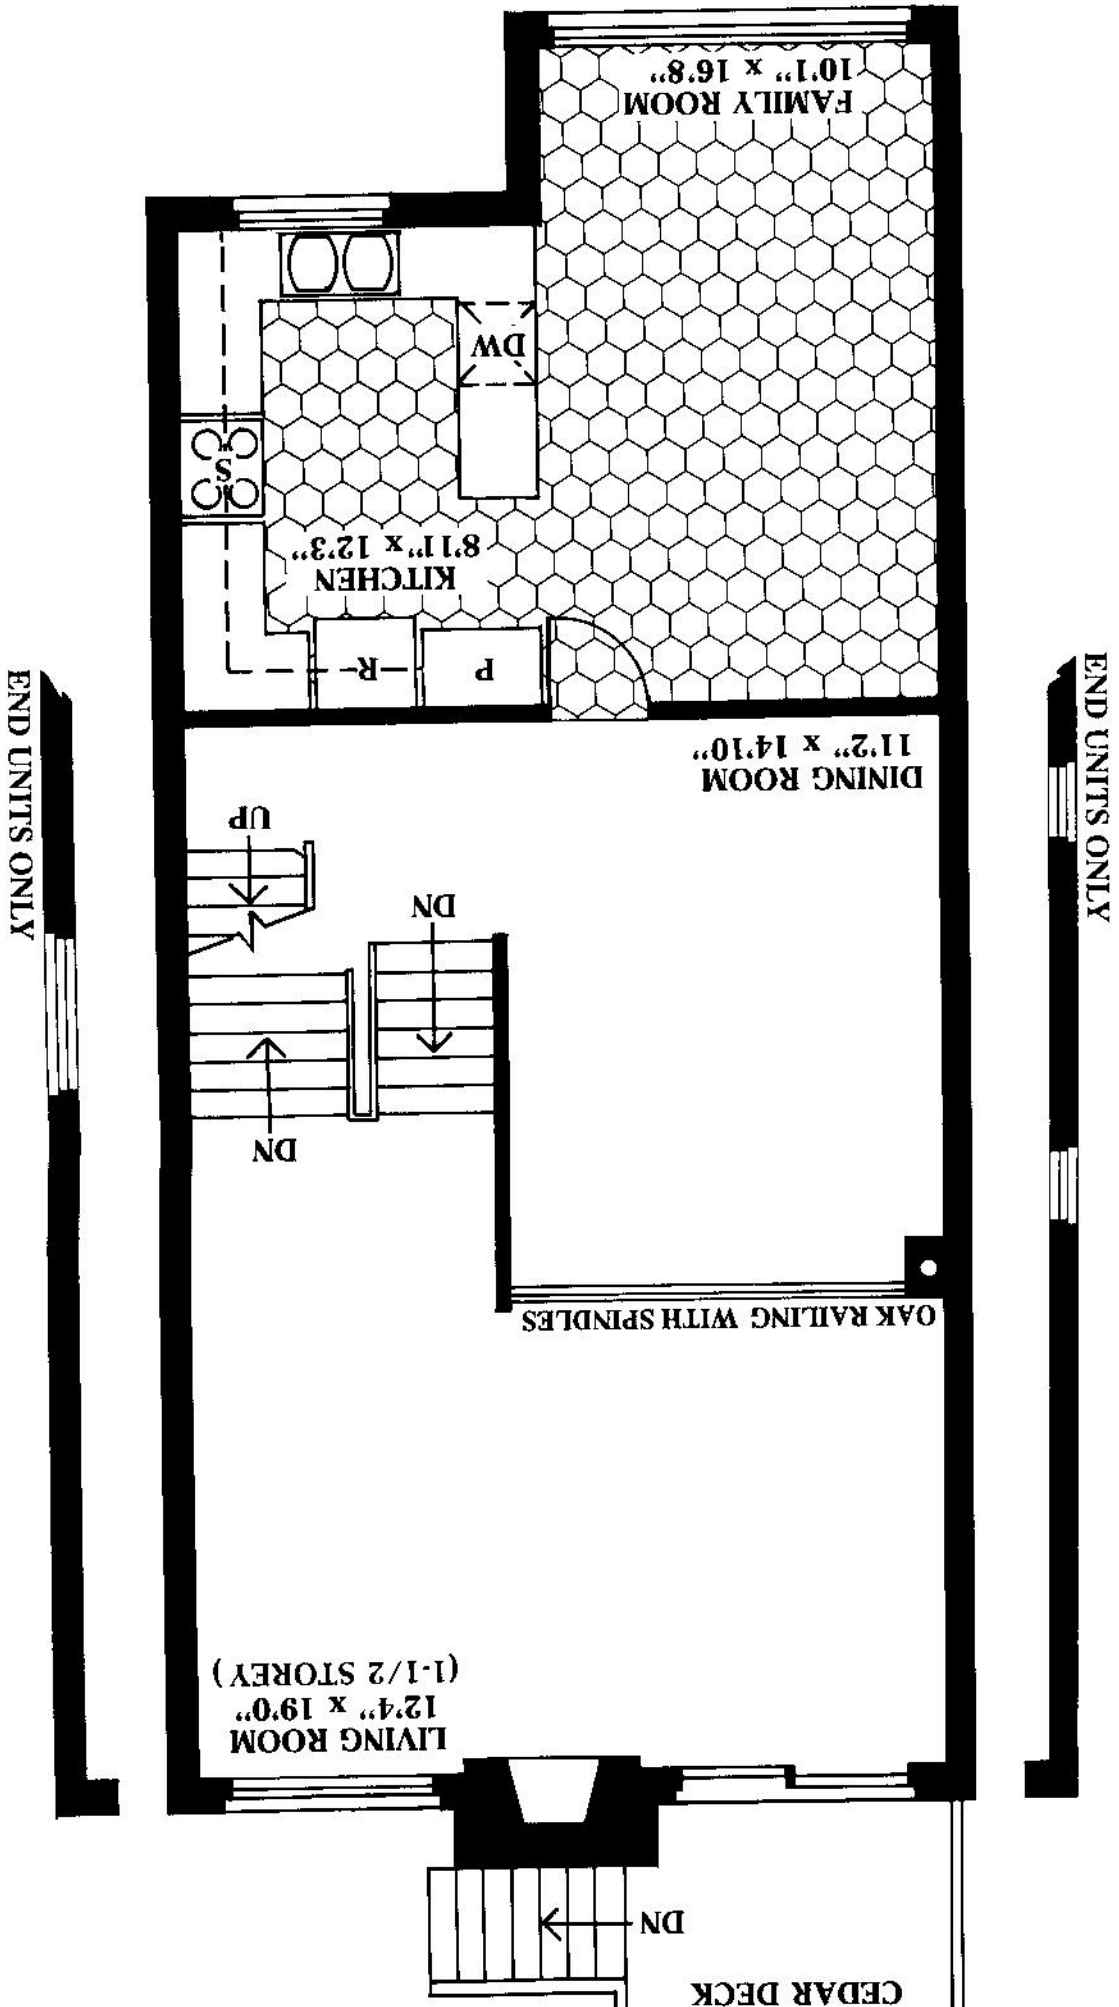 CEDAR DECK
DN
LIVING ROOM
12'4" x 19'0"
(1-1/2 STOREY)
OAK RAILING WITH SPINDLES
DN
DN
UP
DINING ROOM
11'2" x 14'10"
END UNITS ONLY
END UNITS ONLY
P
R
KITCHEN
8'11" x 12'3"
S
DW
FAMILY ROOM
10'1" x 16'8"